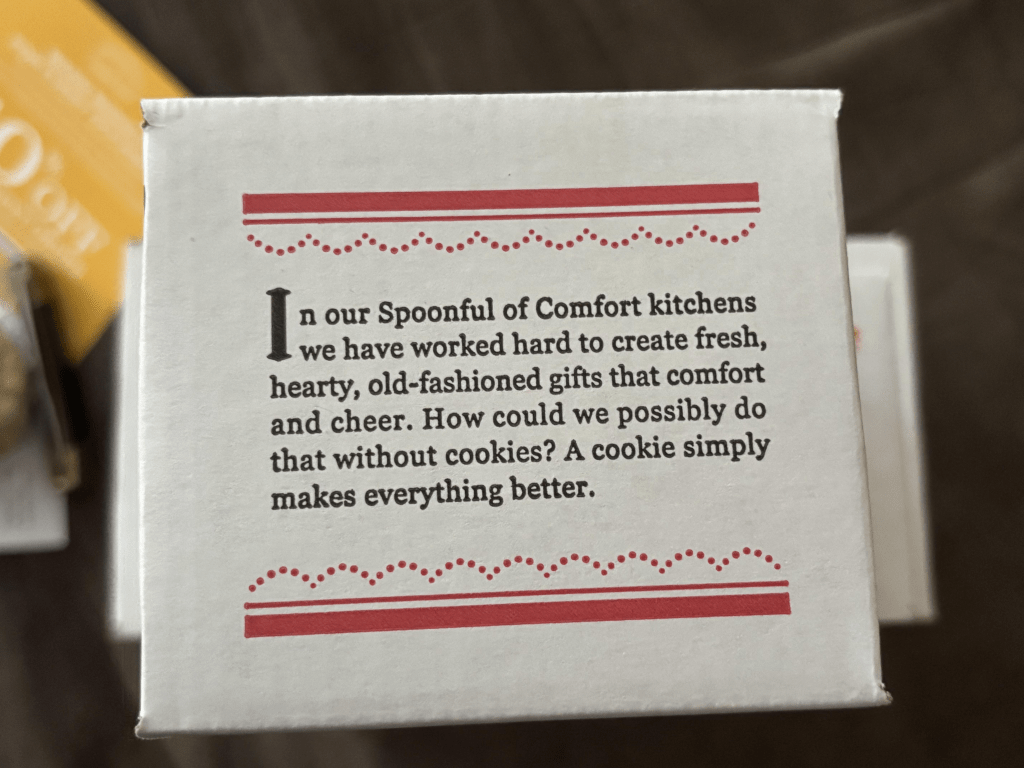 In our Spoonful of Comfort kitchens
we have worked hard to create fresh,
hearty, old-fashioned gifts that comfort
and cheer. How could we possibly do
that without cookies? A cookie simply
makes everything better.
OFF